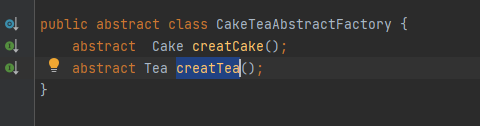 public abstract class CakeTeaAbstractFactory {
    abstract  Cake creatCake();
    abstract Tea creatTea();
}